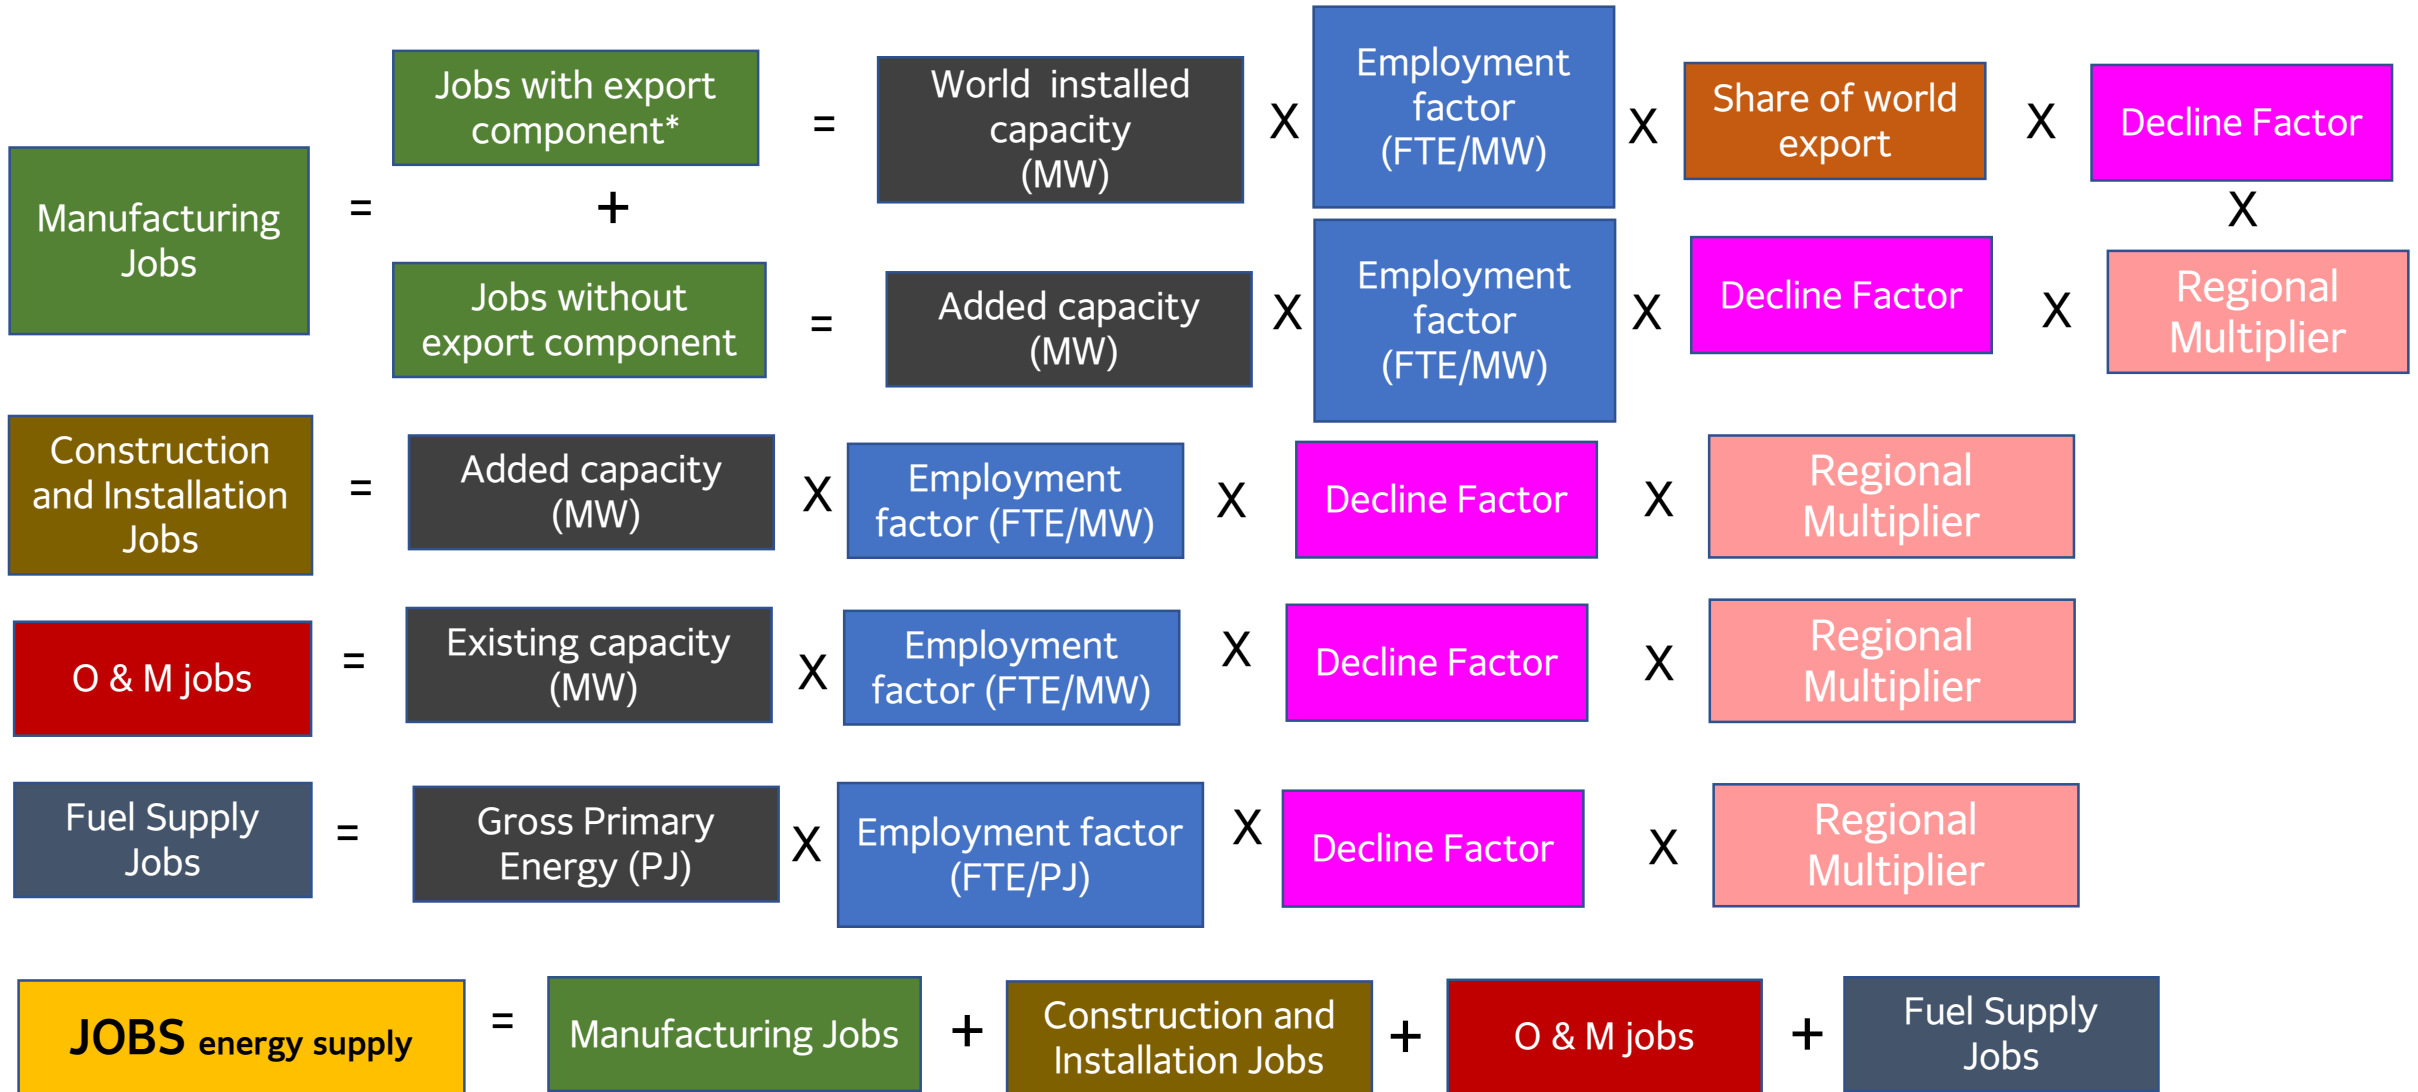 Jobs with export
component*
=
World installed
capacity
(MW)
X
Employment
factor
(FTE/MW)
X
Share of world
export
X
Decline Factor
Manufacturing
Jobs
=
+
X
Jobs without
export component
=
Added capacity
(MW)
X
Employment
factor
(FTE/MW)
X
Decline Factor
X
Regional
Multiplier
Construction
and Installation
Jobs
=
Added capacity
(MW)
X
Employment
factor (FTE/MW)
X
Decline Factor
X
Regional
Multiplier
O & M jobs
=
Existing capacity
(MW)
X
Employment
factor (FTE/MW)
X
Decline Factor
X
Regional
Multiplier
Fuel Supply
Jobs
=
Gross Primary
Energy (PJ)
X
Employment factor
(FTE/PJ)
X
Decline Factor
X
Regional
Multiplier
JOBS energy supply
=
Manufacturing Jobs
+
Construction and
Installation Jobs
+
O & M jobs
+
Fuel Supply
Jobs